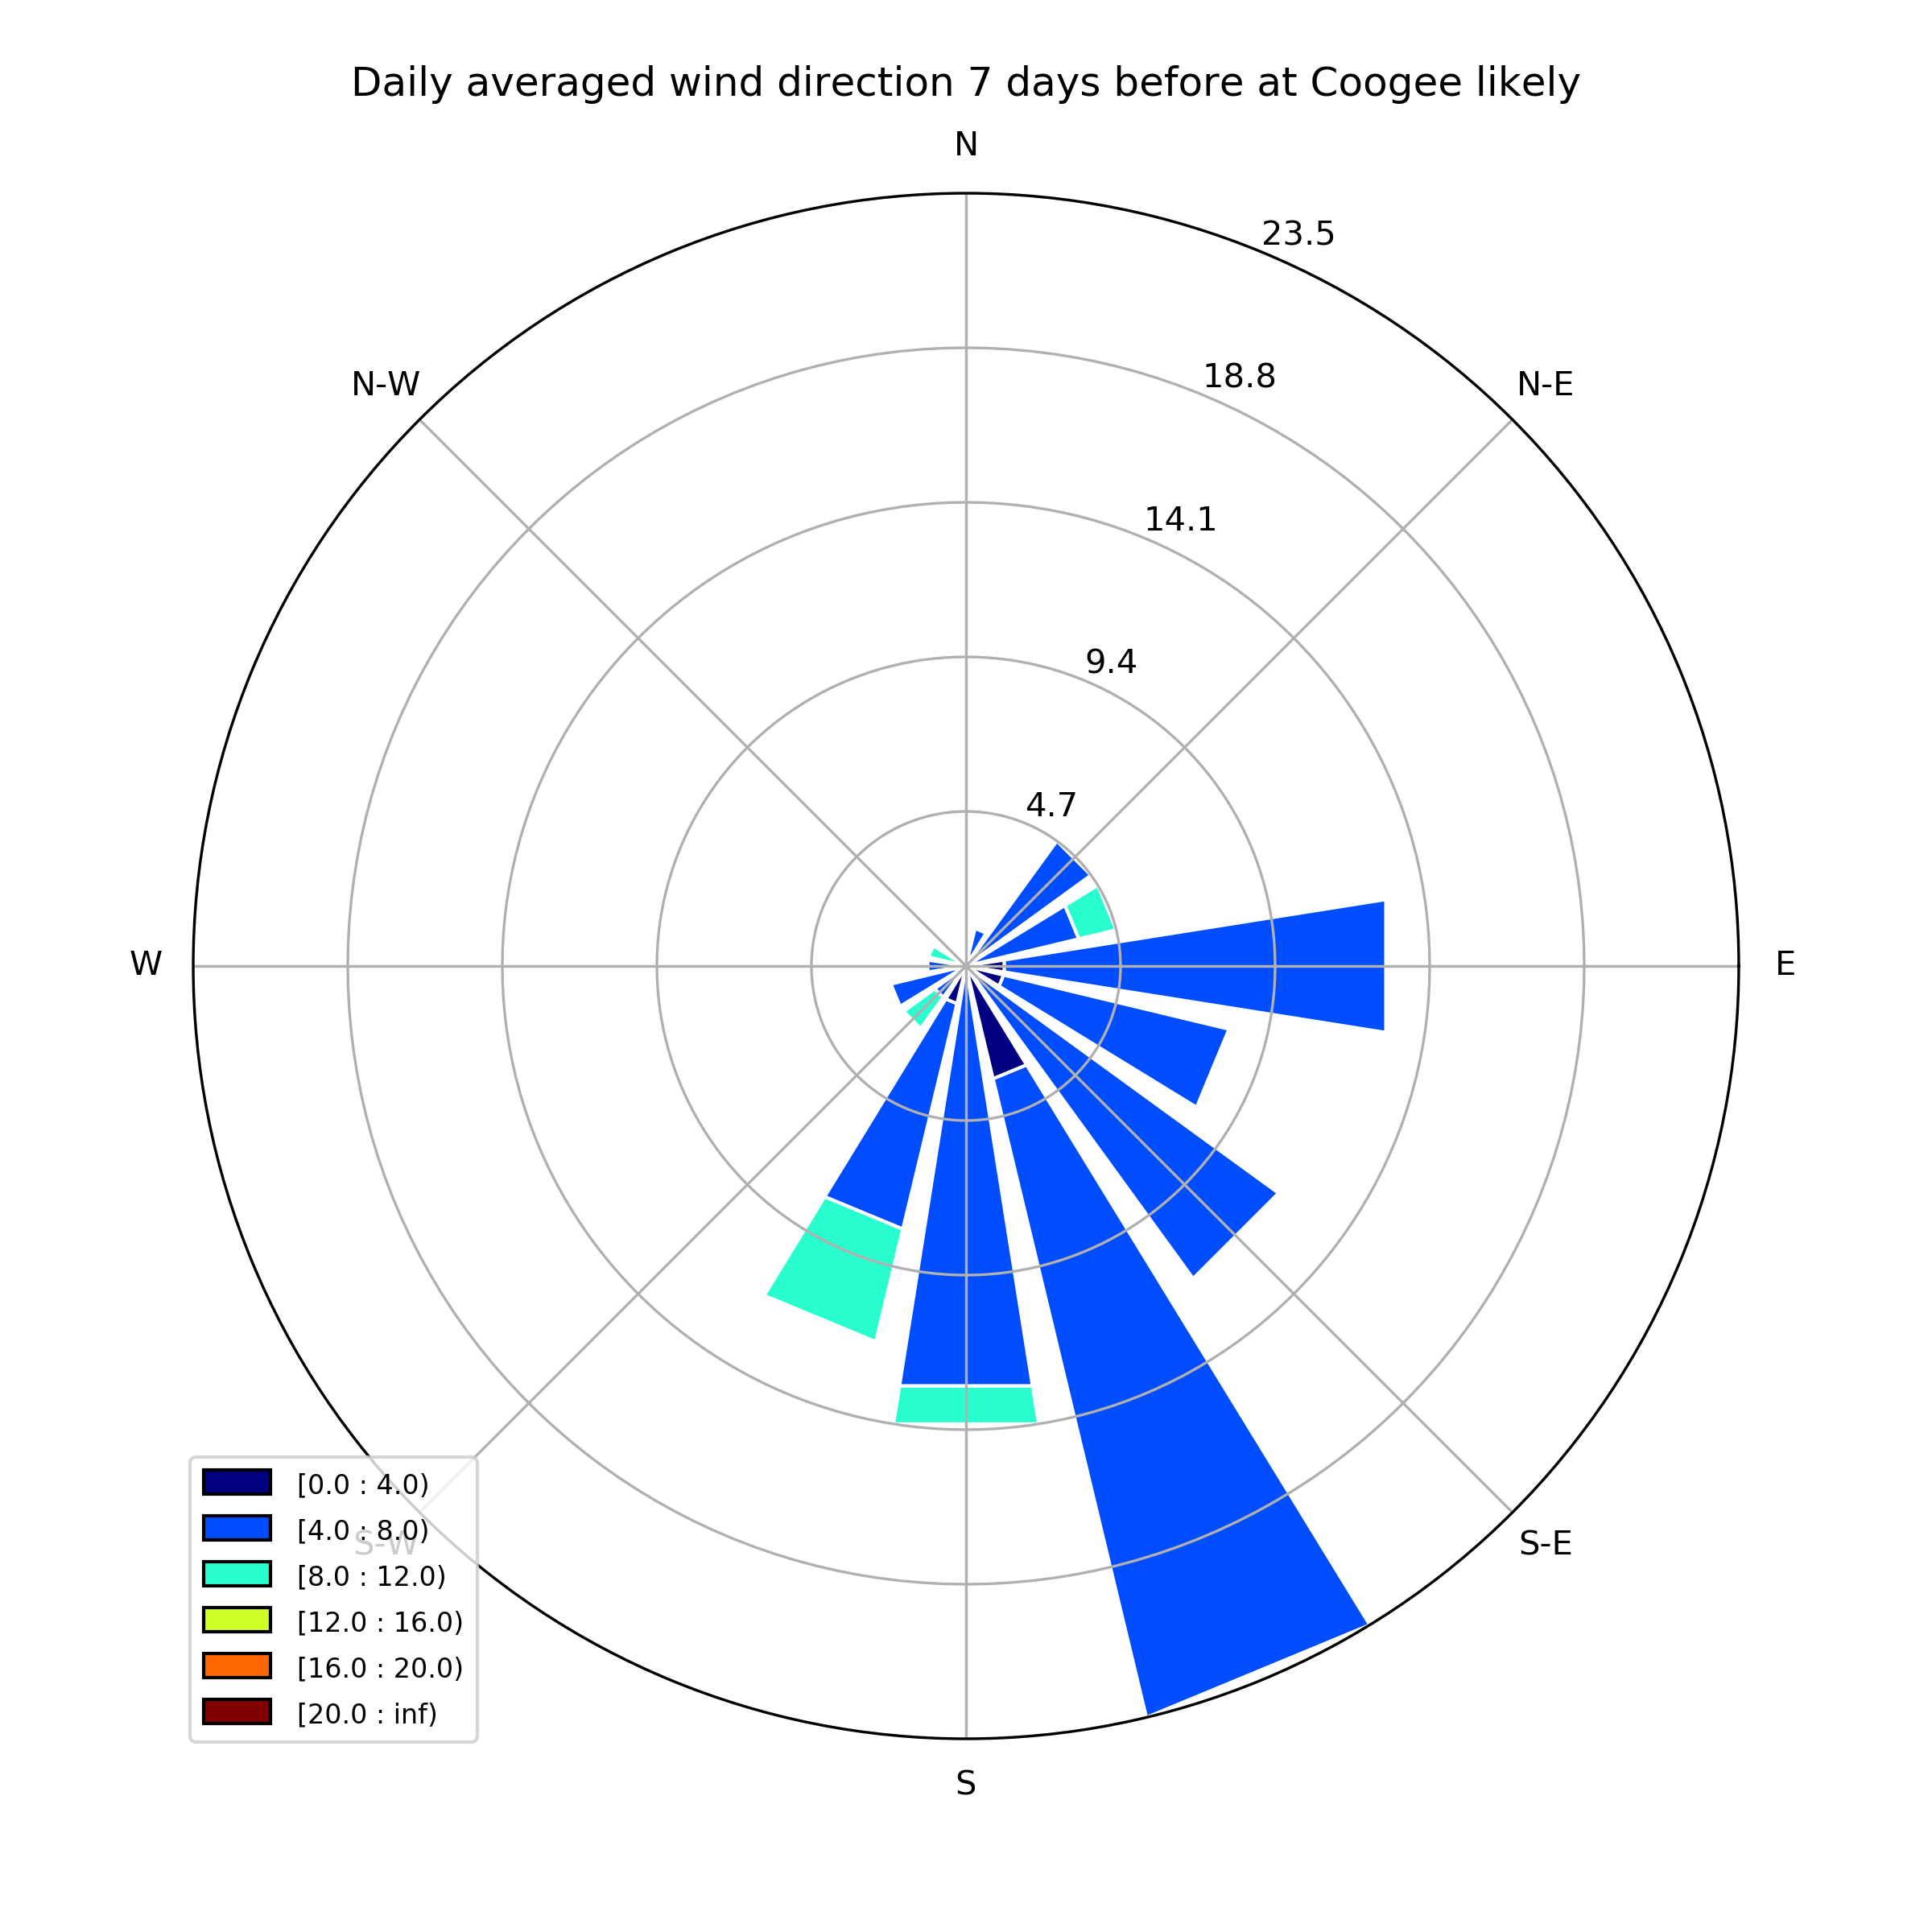 Daily averaged wind direction 7 days before at Coogee likely
N
23.5
N-W
18.8
N-E
14.1
9.4
4.7
W
E
[0.0 : 4.0)
[4.0 : 8.0)
S-W
S-E
[8.0 : 12.0)
[12.0 : 16.0)
[16.0 : 20.0)
[20.0 : inf)
S